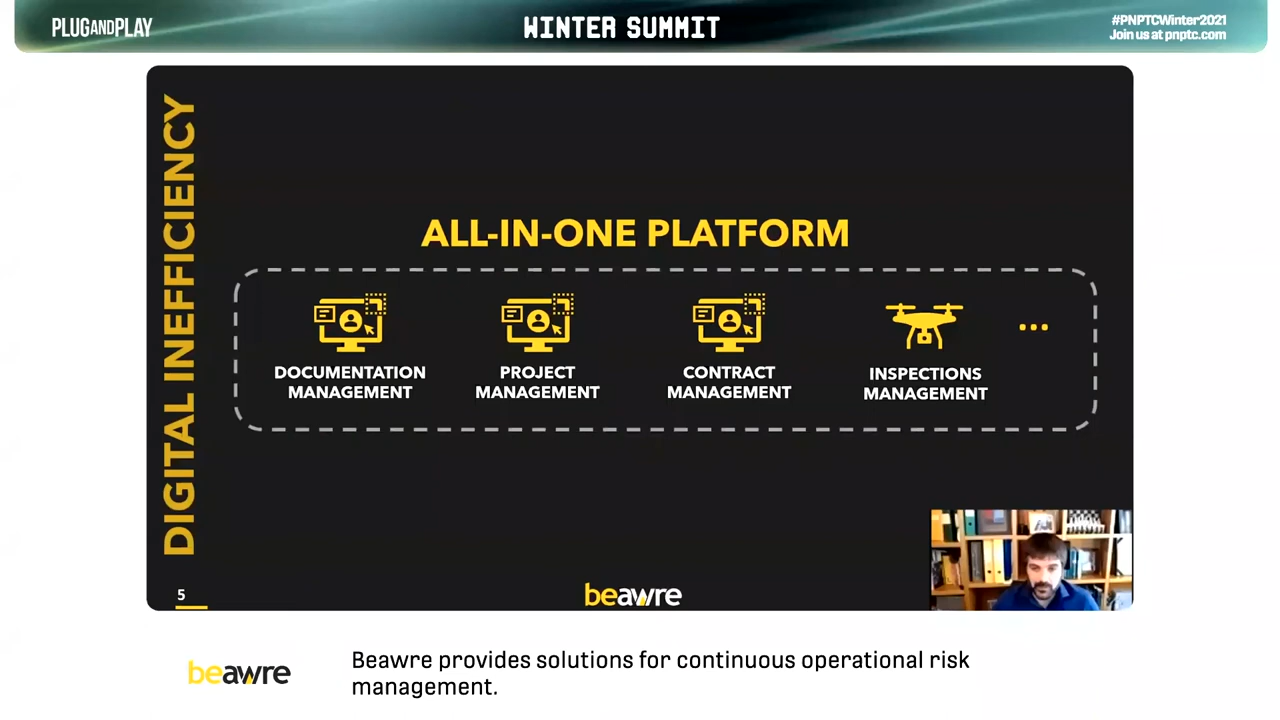 PLUGANDPLAY
WINTER SUMMIT
#PNPTCWinter2021
Join us at pnptc.com
DIGITAL INEFFICIENCY
ALL-IN-ONE PLATFORM
DOCUMENTATION
MANAGEMENT
PROJECT
MANAGEMENT
CONTRACT
MANAGEMENT
INSPECTIONS
MANAGEMENT
...
5
beawre
beawre
Beawre provides solutions for continuous operational risk
management.